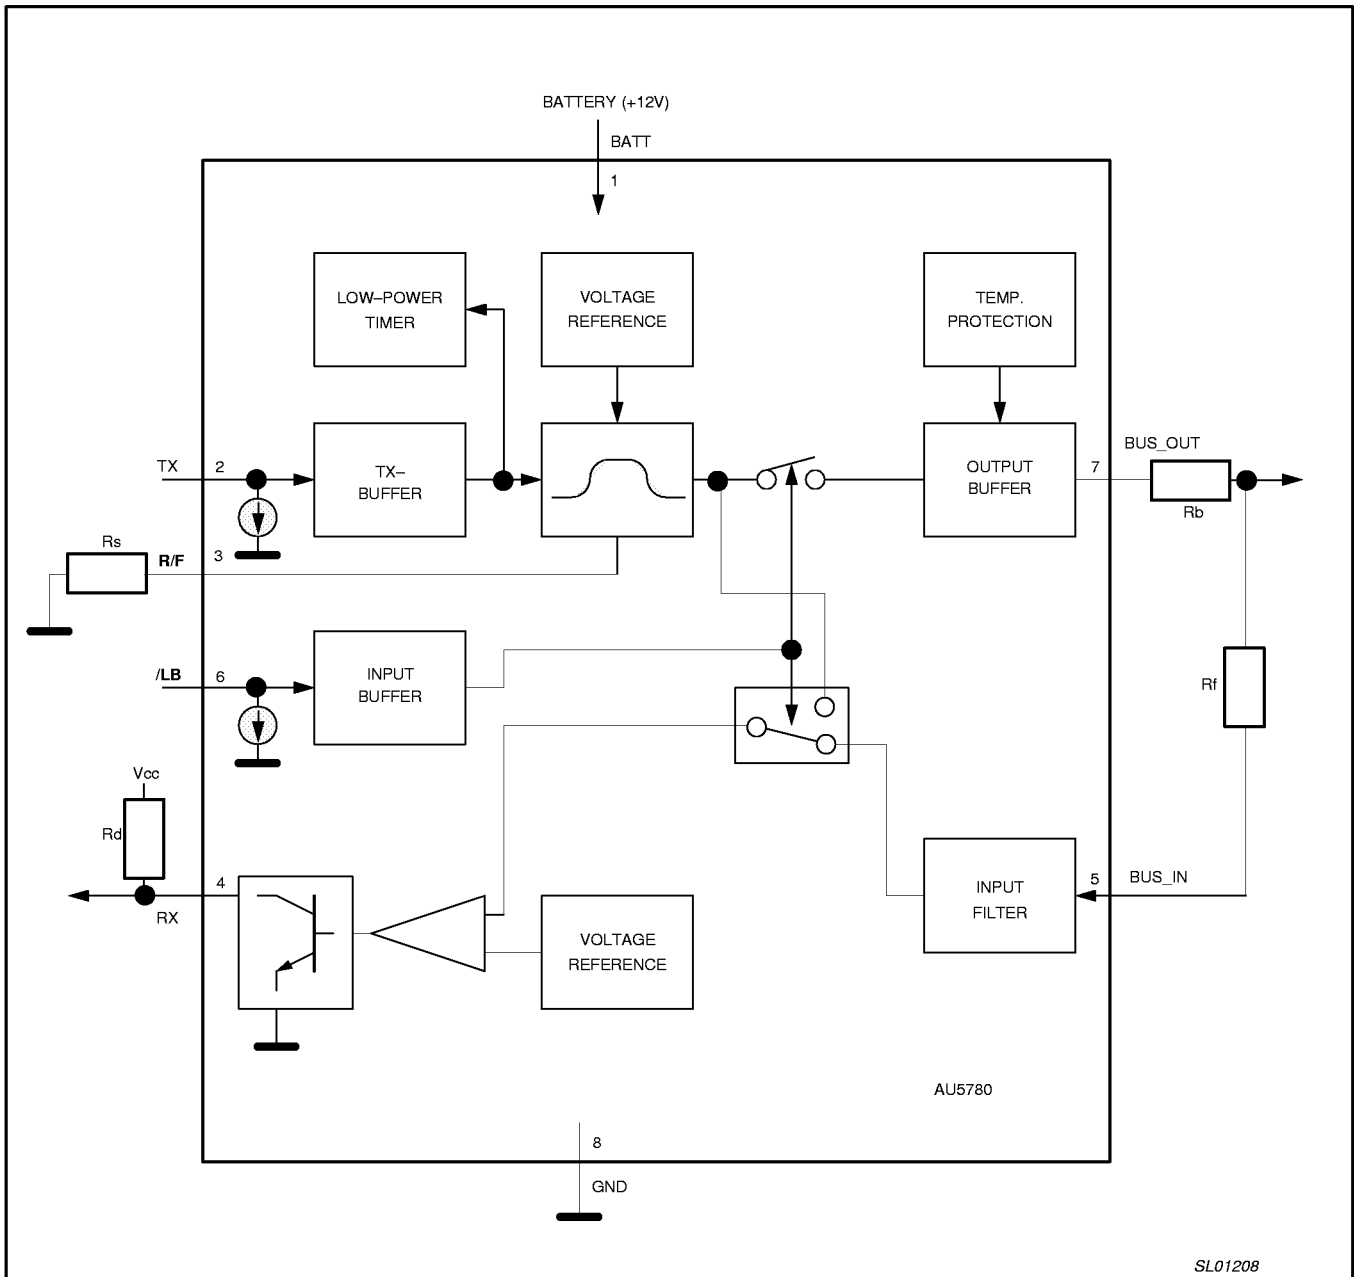 BATTERY (+12V)
BATT
1
LOW–POWER
TIMER
VOLTAGE
REFERENCE
TEMP.
PROTECTION
TX
2
TX–
BUFFER
OUTPUT
BUFFER
7
BUS_OUT
Rb
Rs
R/F
3
/LB
6
INPUT
BUFFER
Rf
Vcc
Rd
4
RX
VOLTAGE
REFERENCE
INPUT
FILTER
5
BUS_IN
AU5780
8
GND
SL01208